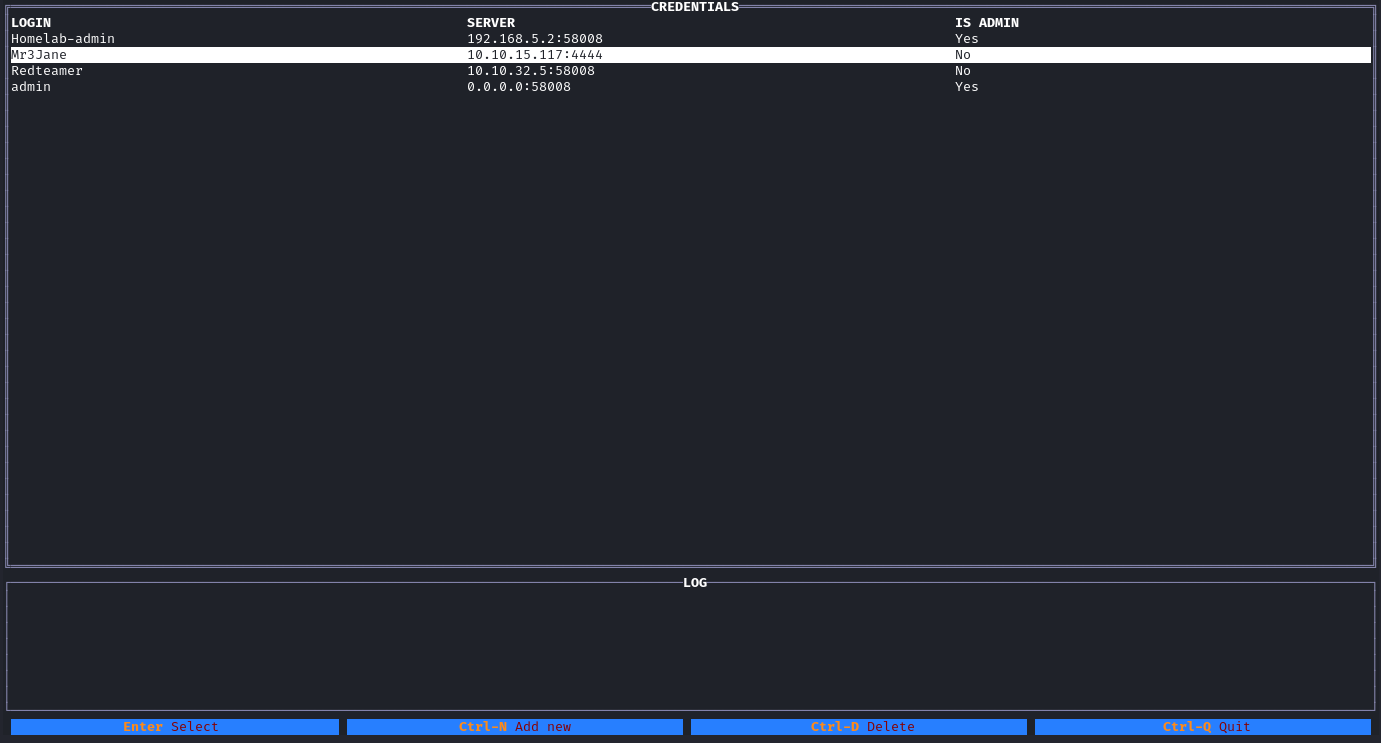 CREDENTIALS
LOGIN SERVER IS ADMIN
Homelab-admin 192.168.5.2:58008 Yes
Mr3Jane 10.10.15.117:4444 No
Redteamer 10.10.32.5:58008 No
admin 0.0.0.0:58008 Yes
LOG
Enter Select Ctrl-N Add new Ctrl-D Delete Ctrl-Q Quit